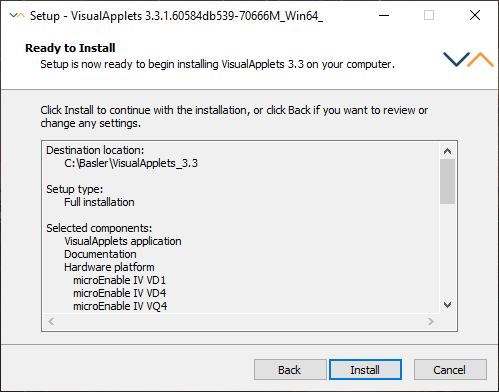 Setup - VisualApplets 3.3.1.60584db539-70666M_Win64_
Ready to Install
Setup is now ready to begin installing VisualApplets 3.3 on your computer.
Click Install to continue with the installation, or click Back if you want to review or
change any settings.
Destination location:
C:\Basler\VisualApplets_3.3
Setup type:
Full installation
Selected components:
VisualApplets application
Documentation
Hardware platform
microEnable IV VD1
microEnable IV VD4
microEnable IV VQ4
Back
Install
Cancel